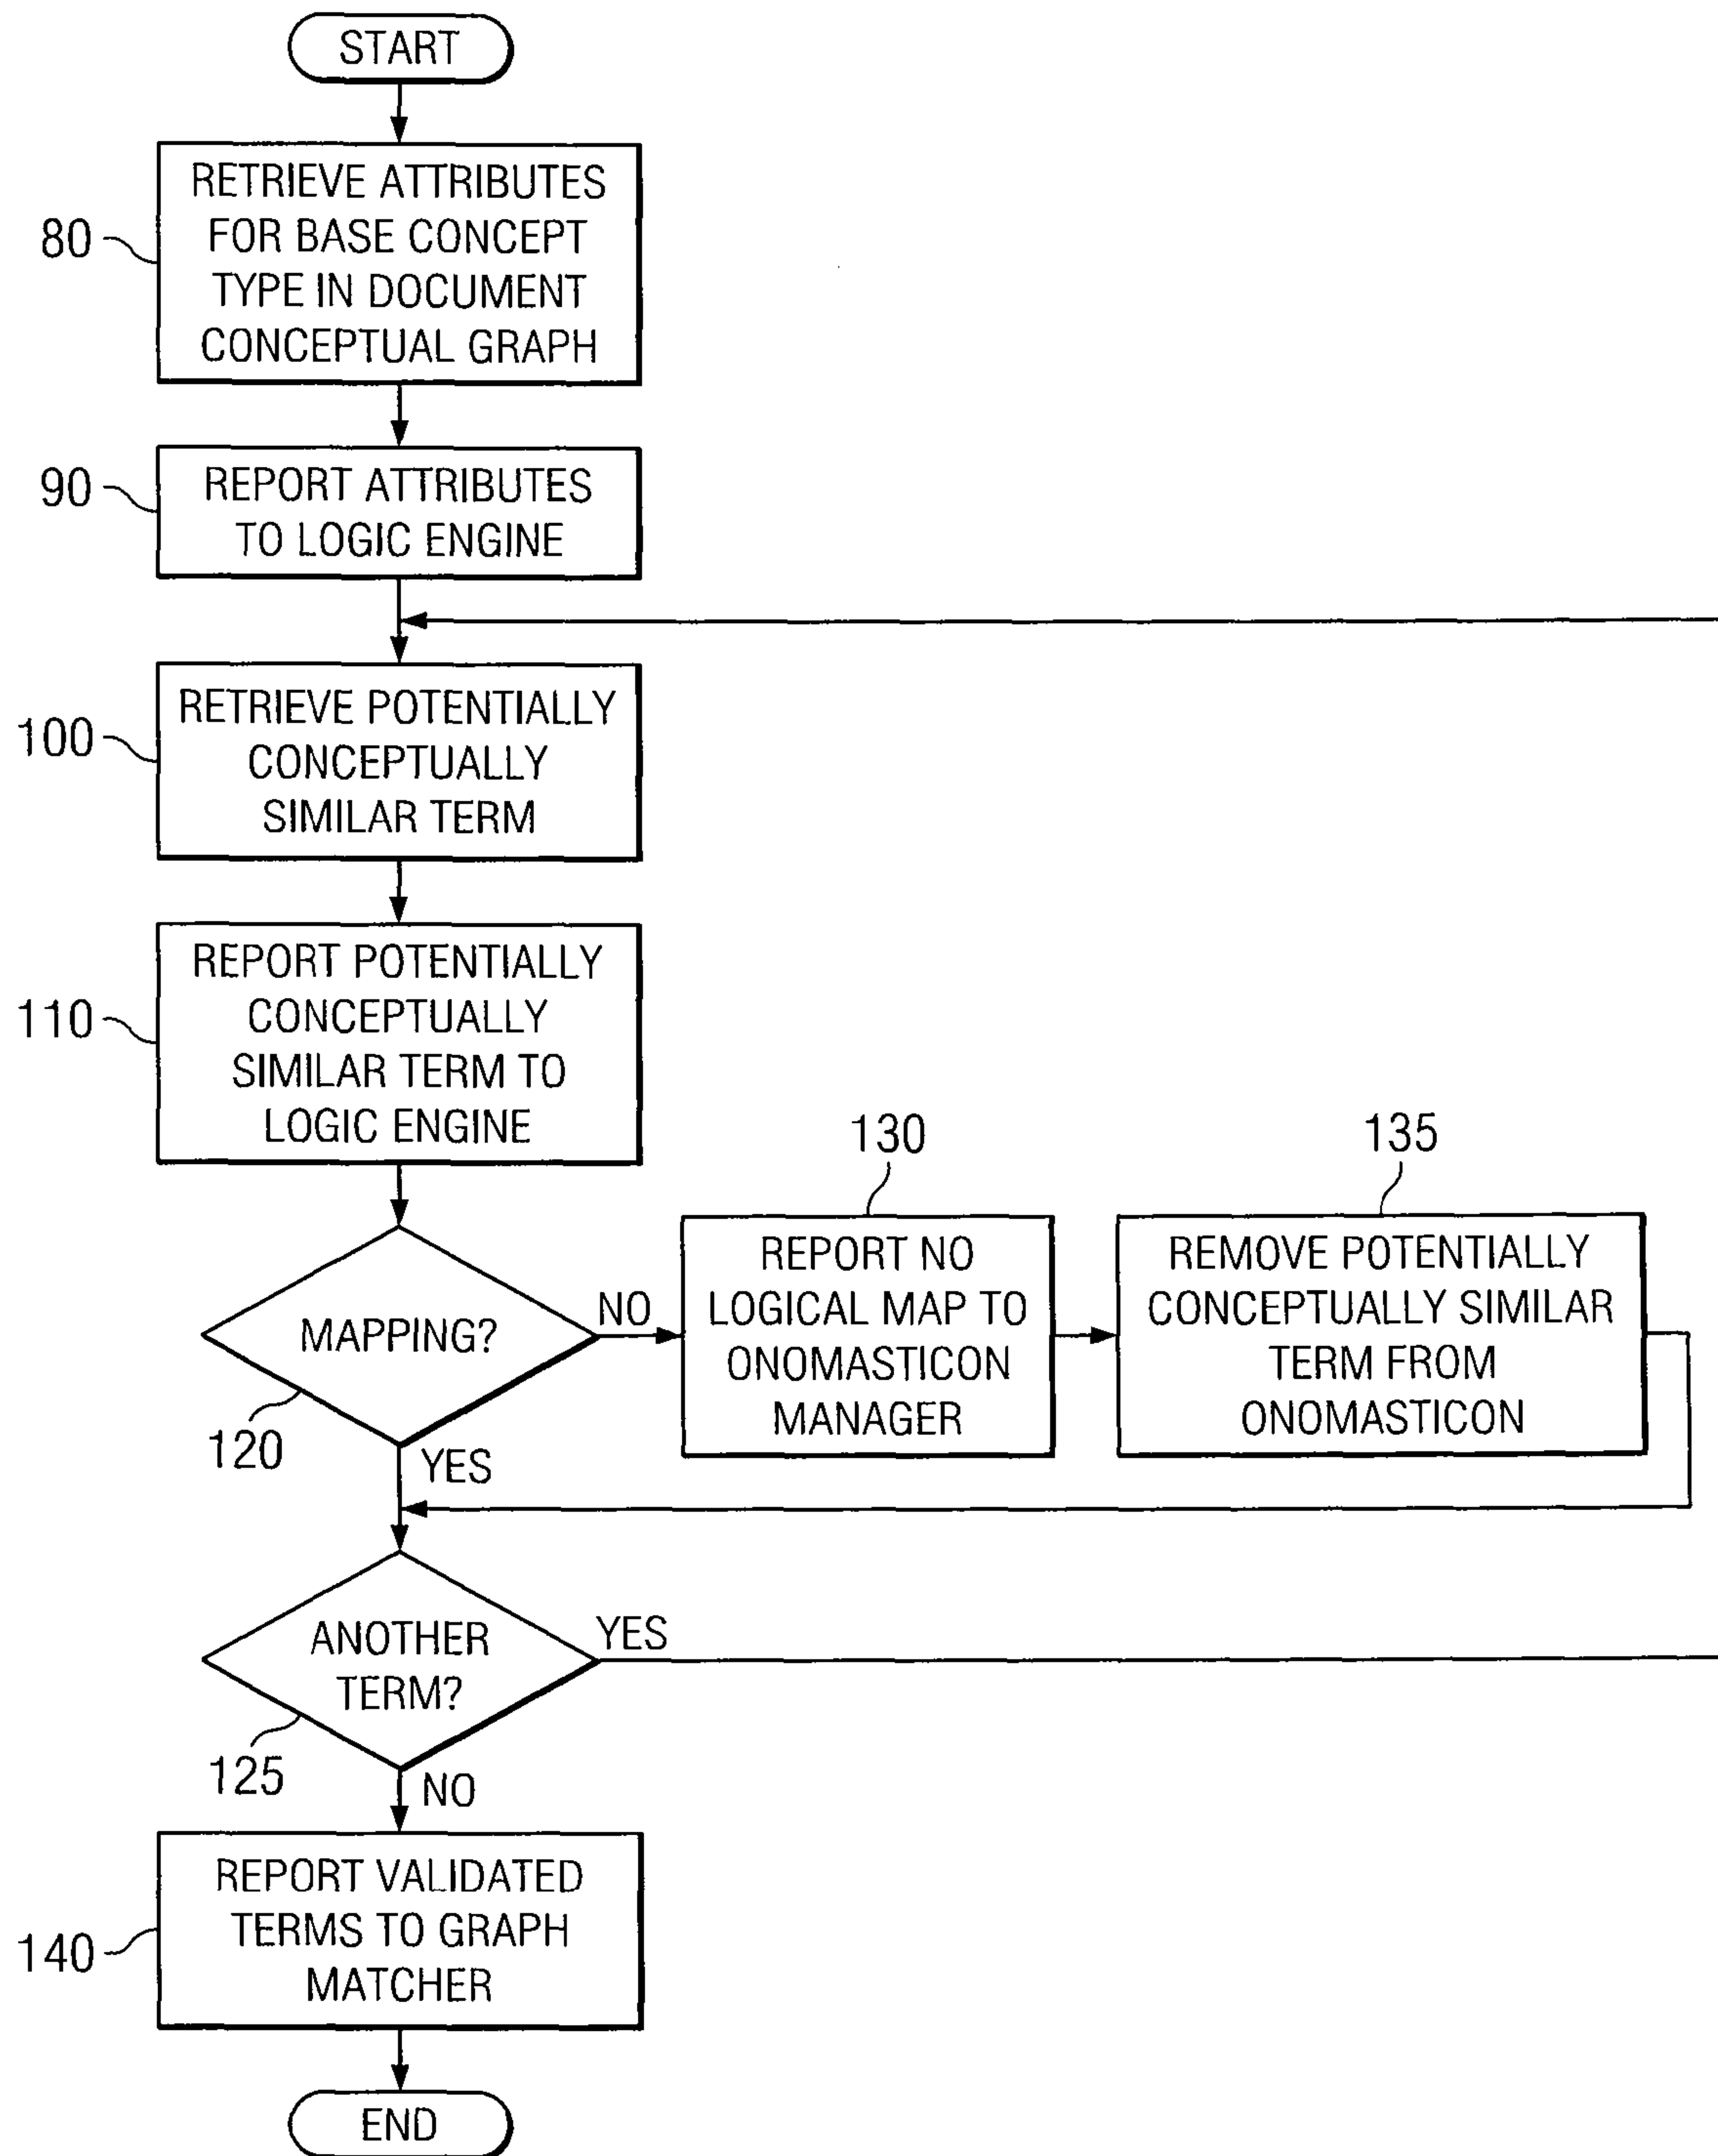 START
80
RETRIEVE ATTRIBUTES
FOR BASE CONCEPT
TYPE IN DOCUMENT
CONCEPTUAL GRAPH
90
REPORT ATTRIBUTES
TO LOGIC ENGINE
100
RETRIEVE POTENTIALLY
CONCEPTUALLY
SIMILAR TERM
110
REPORT POTENTIALLY
CONCEPTUALLY
SIMILAR TERM TO
LOGIC ENGINE
MAPPING?
120
NO
YES
130
REPORT NO
LOGICAL MAP TO
ONOMASTICON
MANAGER
135
REMOVE POTENTIALLY
CONCEPTUALLY SIMILAR
TERM FROM
ONOMASTICON
ANOTHER
TERM?
125
YES
NO
140
REPORT VALIDATED
TERMS TO GRAPH
MATCHER
END